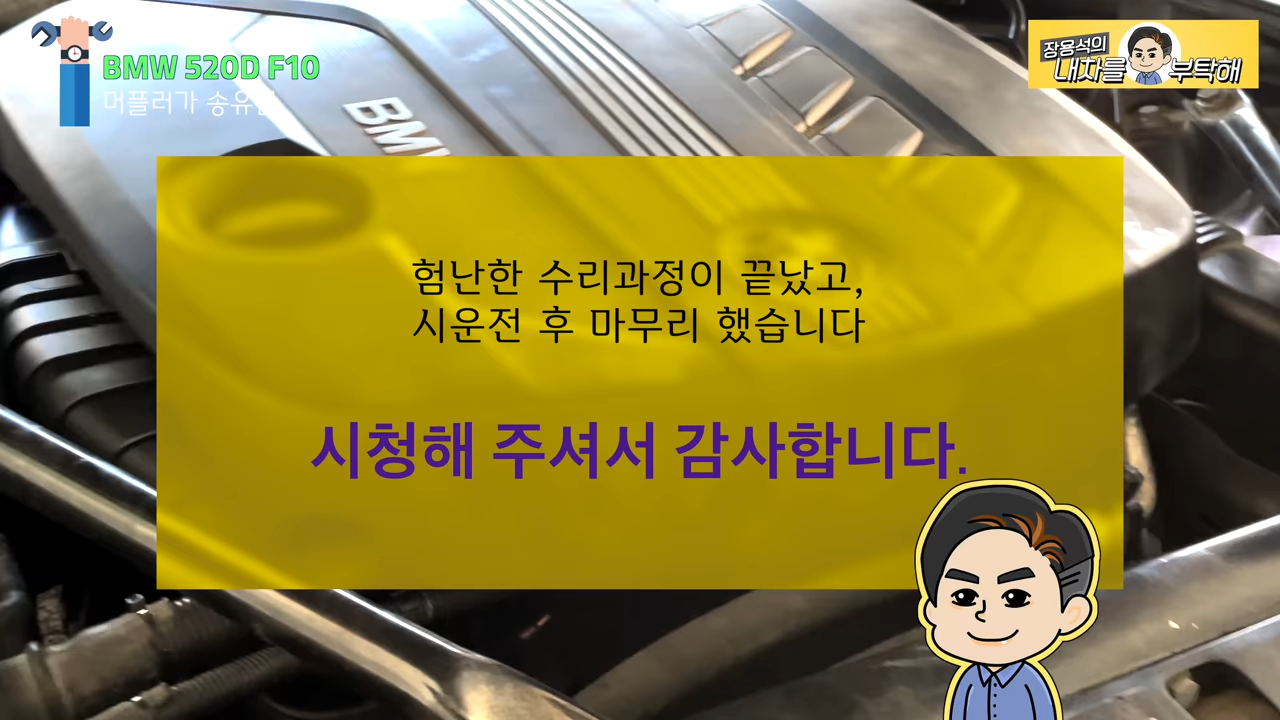 BMW 520D F10
머플러가
장용석의
내차를 부탁해
BMW
험난한 수리과정이 끝났고,
시운전 후 마무리 했습니다
시청해 주셔서 감사합니다.